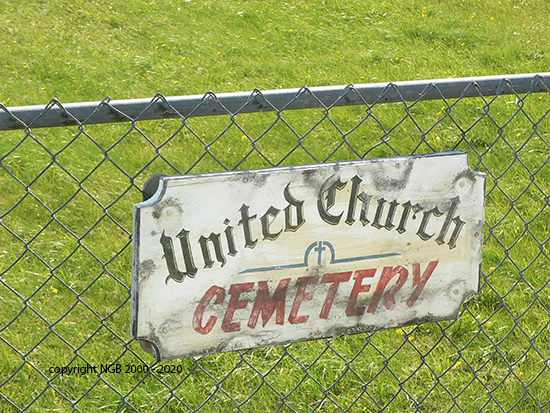 United Church
CEMETERY
copyright NGB 2000 - 2020